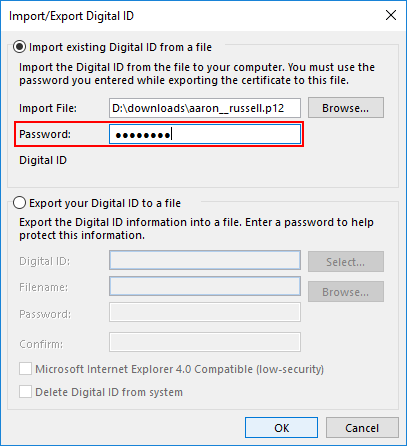 Import/Export Digital ID
Import existing Digital ID from a file
Import the Digital ID from the file to your computer. You must use the
password you entered while exporting the certificate to this file.
Import File: D:\downloads\aaron__russell.p12 Browse...
Password: ●●●●●●●●
Digital ID
Export your Digital ID to a file
Export the Digital ID information into a file. Enter a password to help
protect this information.
Digital ID: Select...
Filename: Browse...
Password:
Confirm:
Microsoft Internet Explorer 4.0 Compatible (low-security)
Delete Digital ID from system
OK Cancel